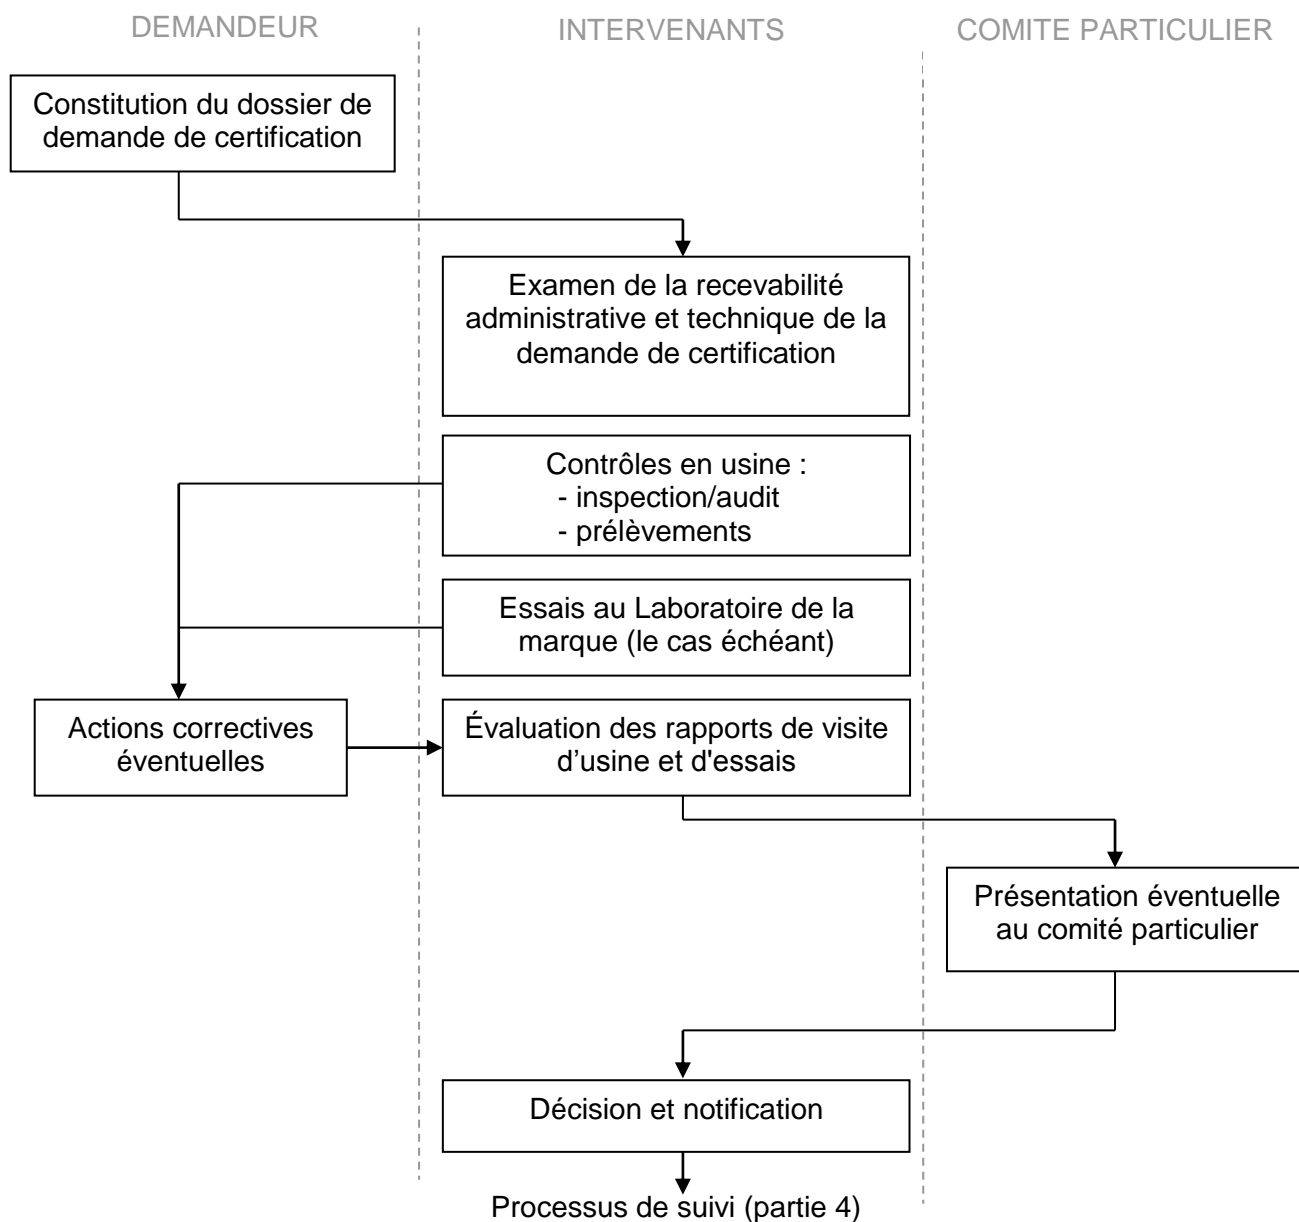 DEMANDEUR
INTERVENANTS
COMITE PARTICULIER
Constitution du dossier de
demande de certification
Examen de la recevabilité
administrative et technique de la
demande de certification
Contrôles en usine :
- inspection/audit
- prélèvements
Essais au Laboratoire de la
marque (le cas échéant)
Actions correctives
éventuelles
Évaluation des rapports de visite
d’usine et d'essais
Présentation éventuelle
au comité particulier
Décision et notification
Processus de suivi (partie 4)